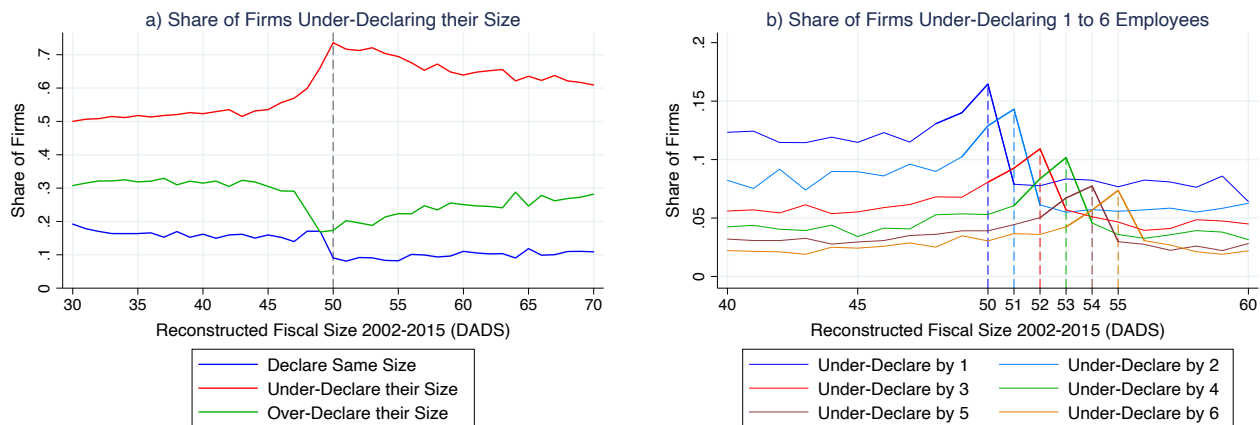 a) Share of Firms Under-Declaring their Size
Share of Firms
.7
.6
.5
.4
.3
.2
.1
0
30 35 40 45 50 55 60 65 70
Reconstructed Fiscal Size 2002-2015 (DADS)
Declare Same Size
Under-Declare their Size
Over-Declare their Size
b) Share of Firms Under-Declaring 1 to 6 Employees
Share of Firms
.2
.15
.1
.05
0
40 45 50 51 52 53 54 55 60
Reconstructed Fiscal Size 2002-2015 (DADS)
Under-Declare by 1 Under-Declare by 2
Under-Declare by 3 Under-Declare by 4
Under-Declare by 5 Under-Declare by 6